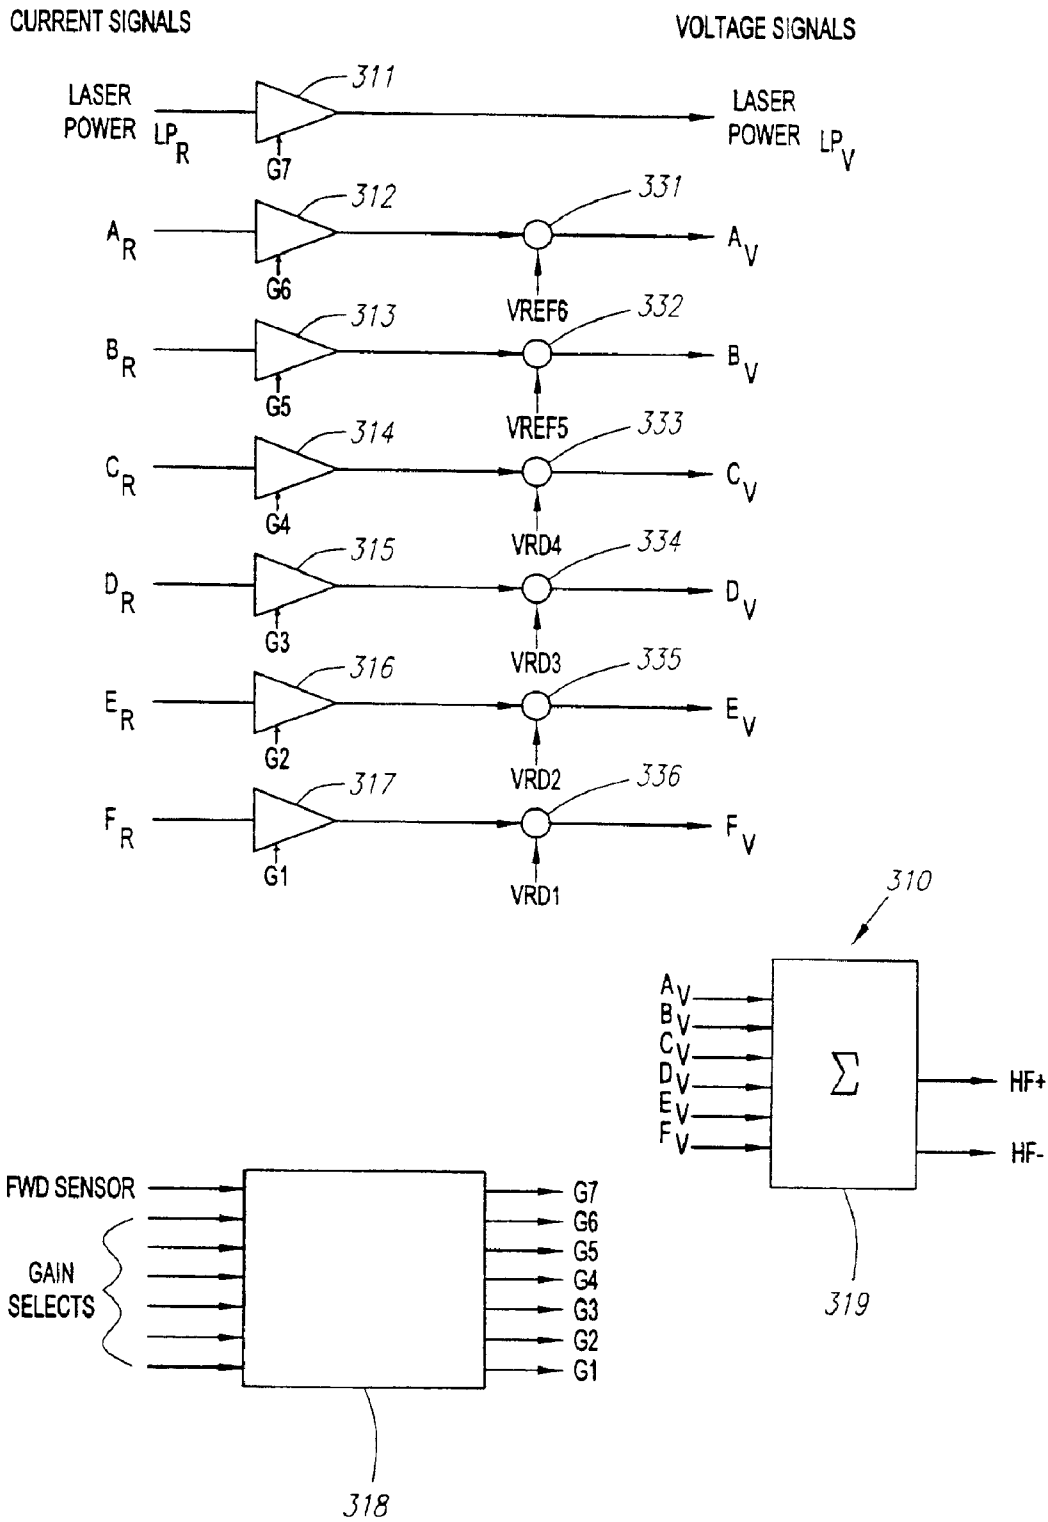 CURRENT SIGNALS
VOLTAGE SIGNALS
LASER POWER LP_R
311
G7
LASER POWER LP_V
A_R
312
G6
331
VREF6
A_V
B_R
313
G5
332
VREF5
B_V
C_R
314
G4
333
VRD4
C_V
D_R
315
G3
334
VRD3
D_V
E_R
316
G2
335
VRD2
E_V
F_R
317
G1
336
VRD1
F_V
310
A_V
B_V
C_V
D_V
E_V
F_V
Σ
HF+
HF-
319
FWD SENSOR
GAIN
SELECTS
G7
G6
G5
G4
G3
G2
G1
318